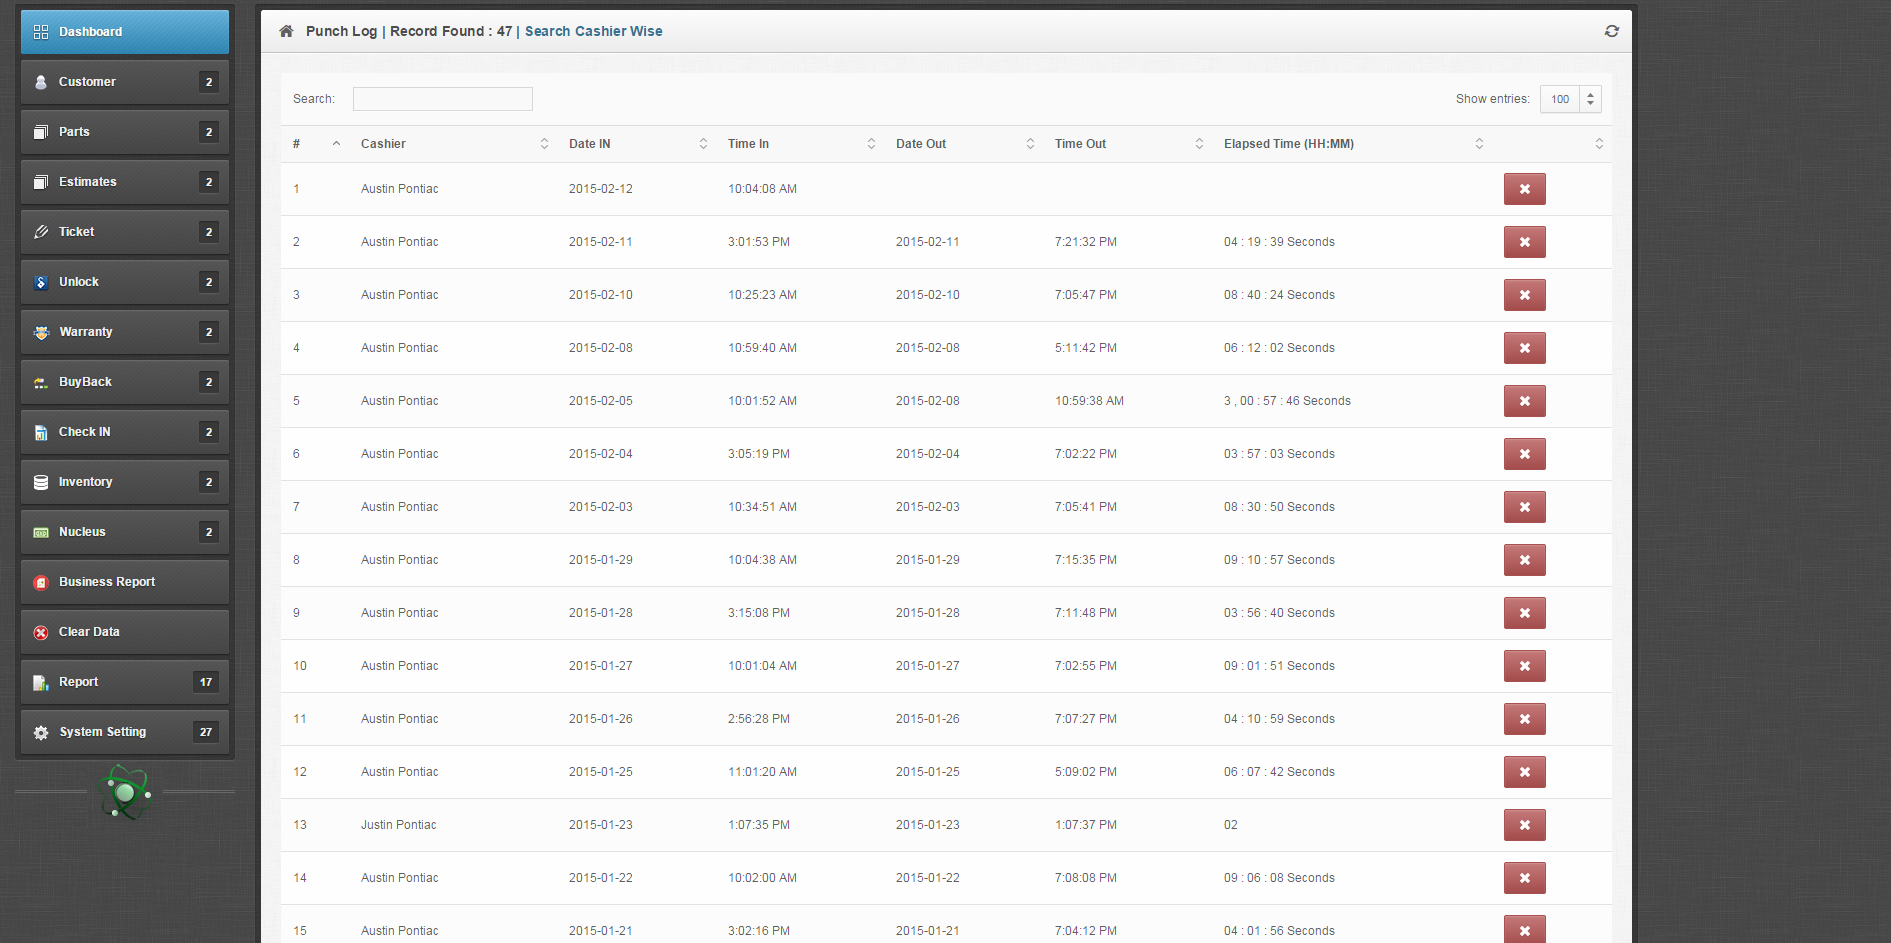 Dashboard
Customer 2
Parts 2
Estimates 2
Ticket 2
Unlock 2
Warranty 2
BuyBack 2
Check IN 2
Inventory 2
Nucleus 2
Business Report
Clear Data
Report 17
System Setting 27
Punch Log | Record Found : 47 | Search Cashier Wise
Search:
Show entries: 100
# Cashier Date IN Time In Date Out Time Out Elapsed Time (HH:MM)
1 Austin Pontiac 2015-02-12 10:04:08 AM
2 Austin Pontiac 2015-02-11 3:01:53 PM 2015-02-11 7:21:32 PM 04 : 19 : 39 Seconds
3 Austin Pontiac 2015-02-10 10:25:23 AM 2015-02-10 7:05:47 PM 08 : 40 : 24 Seconds
4 Austin Pontiac 2015-02-08 10:59:40 AM 2015-02-08 5:11:42 PM 06 : 12 : 02 Seconds
5 Austin Pontiac 2015-02-05 10:01:52 AM 2015-02-08 10:59:38 AM 3 , 00 : 57 : 46 Seconds
6 Austin Pontiac 2015-02-04 3:05:19 PM 2015-02-04 7:02:22 PM 03 : 57 : 03 Seconds
7 Austin Pontiac 2015-02-03 10:34:51 AM 2015-02-03 7:05:41 PM 08 : 30 : 50 Seconds
8 Austin Pontiac 2015-01-29 10:04:38 AM 2015-01-29 7:15:35 PM 09 : 10 : 57 Seconds
9 Austin Pontiac 2015-01-28 3:15:08 PM 2015-01-28 7:11:48 PM 03 : 56 : 40 Seconds
10 Austin Pontiac 2015-01-27 10:01:04 AM 2015-01-27 7:02:55 PM 09 : 01 : 51 Seconds
11 Austin Pontiac 2015-01-26 2:56:28 PM 2015-01-26 7:07:27 PM 04 : 10 : 59 Seconds
12 Austin Pontiac 2015-01-25 11:01:20 AM 2015-01-25 5:09:02 PM 06 : 07 : 42 Seconds
13 Justin Pontiac 2015-01-23 1:07:35 PM 2015-01-23 1:07:37 PM 02
14 Austin Pontiac 2015-01-22 10:02:00 AM 2015-01-22 7:08:08 PM 09 : 06 : 08 Seconds
15 Austin Pontiac 2015-01-21 3:02:16 PM 2015-01-21 7:04:12 PM 04 : 01 : 56 Seconds